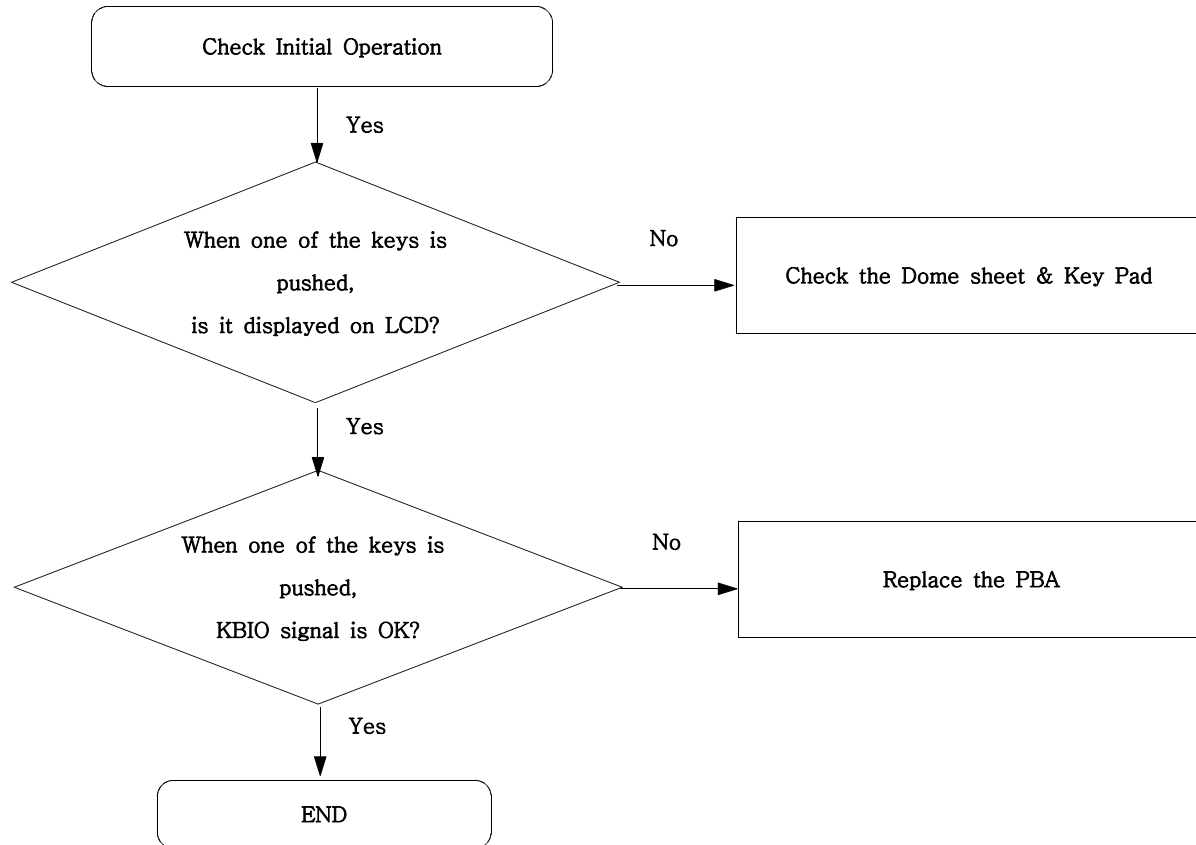 Check Initial Operation
Yes
When one of the keys is
pushed,
is it displayed on LCD?
No
Check the Dome sheet & Key Pad
Yes
When one of the keys is
pushed,
KBIO signal is OK?
No
Replace the PBA
Yes
END